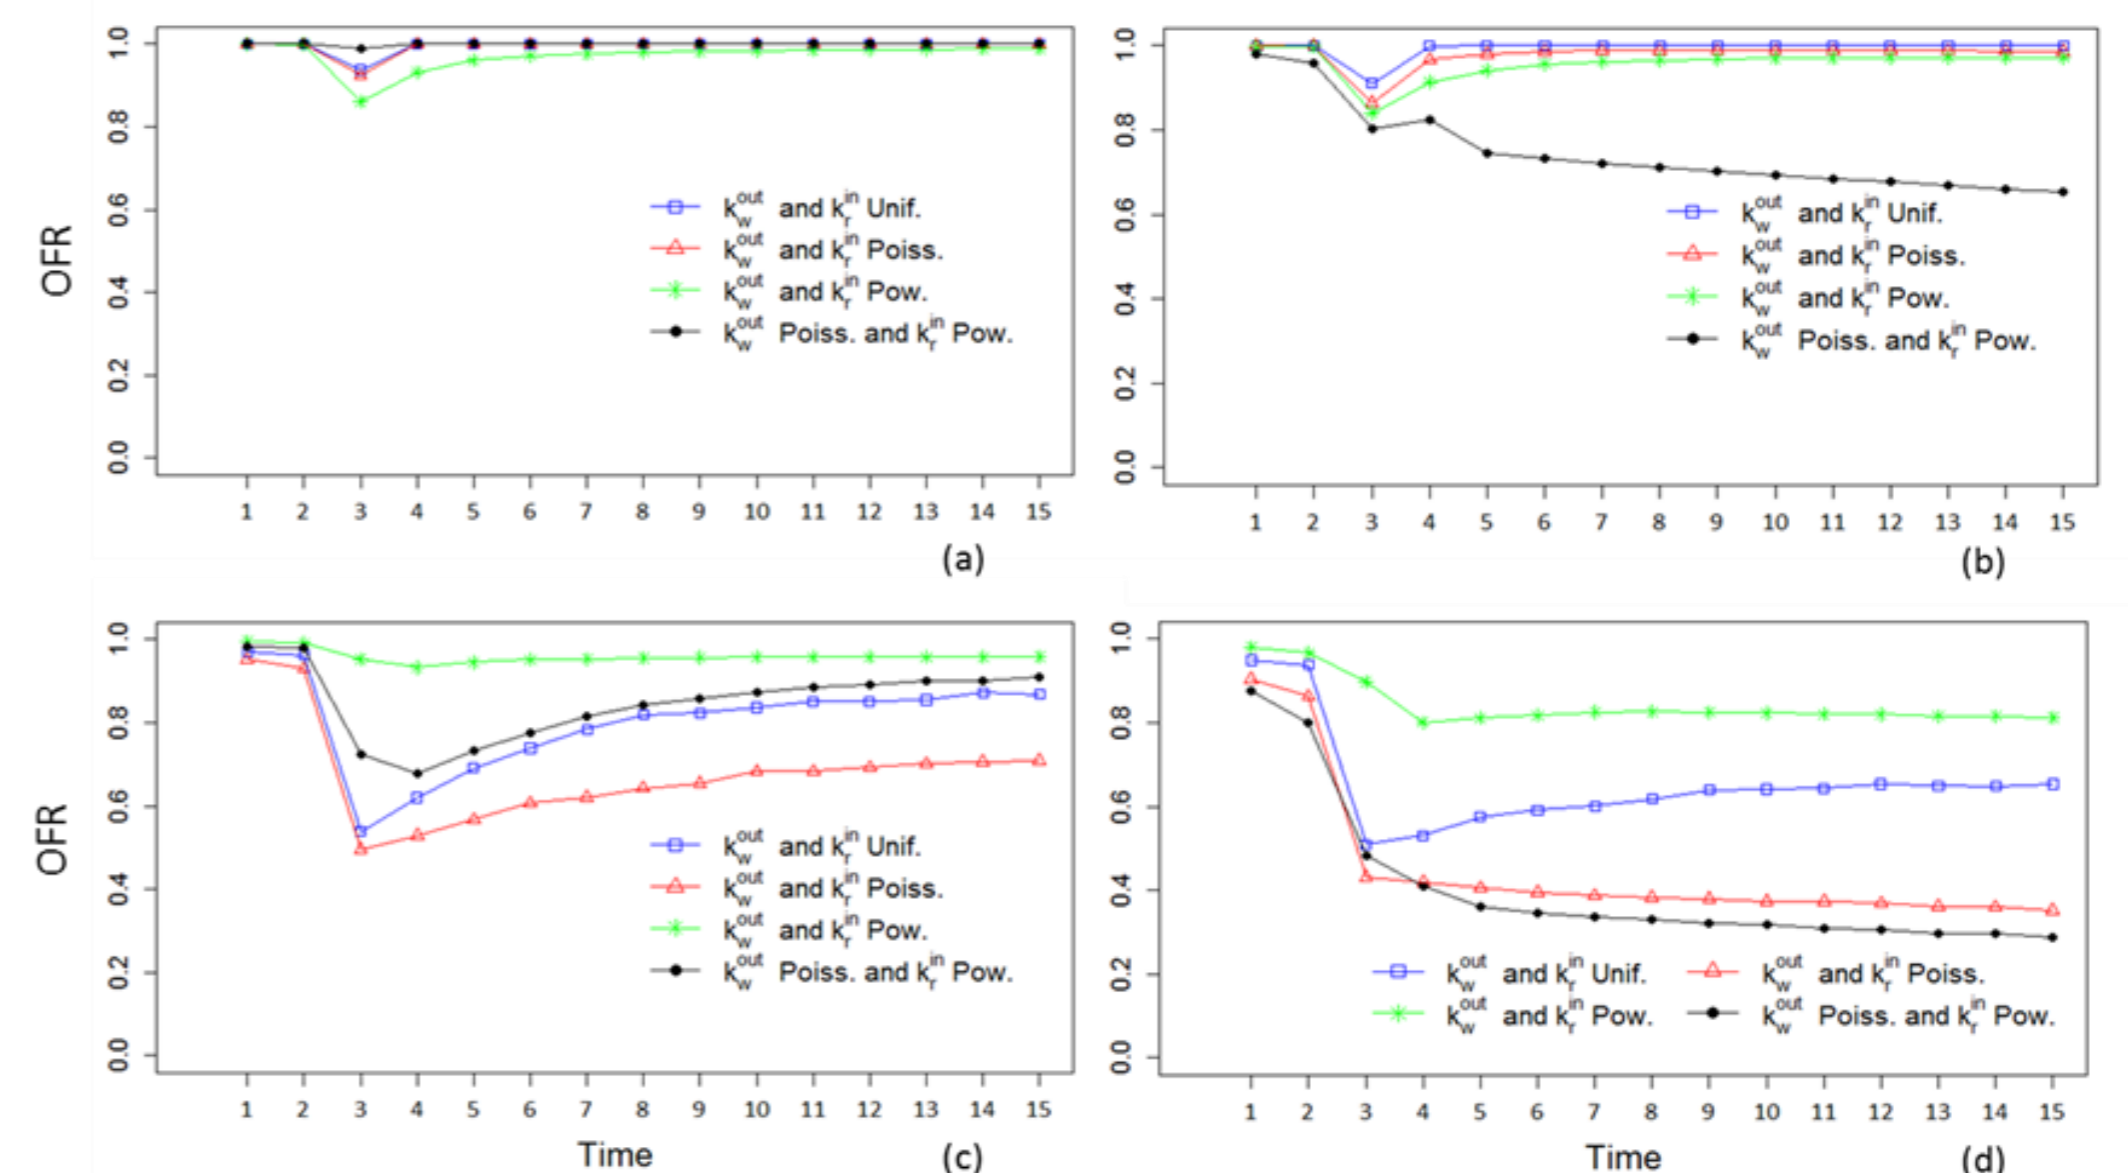 OFR
1.0
0.8
0.6
0.4
0.2
0.0
k_w^out and k_r^in Unif.
k_w^out and k_r^in Poiss.
k_w^out and k_r^in Pow.
k_w^out Poiss. and k_r^in Pow.
1 2 3 4 5 6 7 8 9 10 11 12 13 14 15
(a)
1.0
0.8
0.6
0.4
0.2
0.0
k_w^out and k_r^in Unif.
k_w^out and k_r^in Poiss.
k_w^out and k_r^in Pow.
k_w^out Poiss. and k_r^in Pow.
1 2 3 4 5 6 7 8 9 10 11 12 13 14 15
(b)
OFR
1.0
0.8
0.6
0.4
0.2
0.0
k_w^out and k_r^in Unif.
k_w^out and k_r^in Poiss.
k_w^out and k_r^in Pow.
k_w^out Poiss. and k_r^in Pow.
1 2 3 4 5 6 7 8 9 10 11 12 13 14 15
Time (c)
1.0
0.8
0.6
0.4
0.2
0.0
k_w^out and k_r^in Unif. k_w^out and k_r^in Poiss.
k_w^out and k_r^in Pow. k_w^out Poiss. and k_r^in Pow.
1 2 3 4 5 6 7 8 9 10 11 12 13 14 15
Time (d)